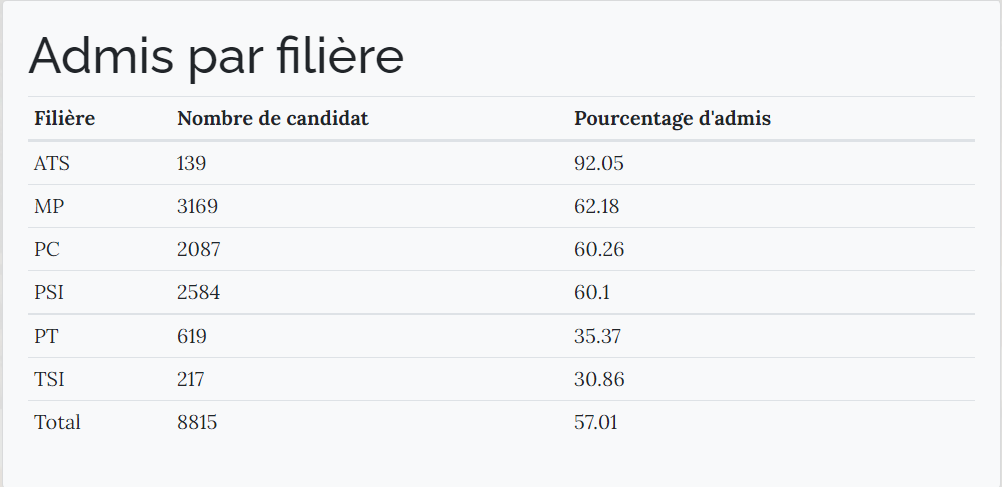 Admis par filière
Filière Nombre de candidat Pourcentage d'admis
ATS 139 92.05
MP 3169 62.18
PC 2087 60.26
PSI 2584 60.1
PT 619 35.37
TSI 217 30.86
Total 8815 57.01